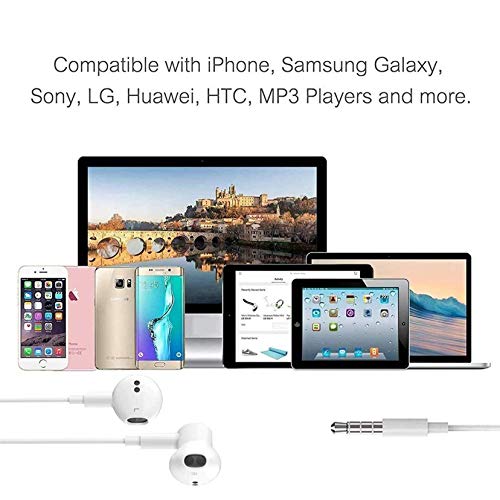 Compatible with iPhone, Samsung Galaxy,
Sony, LG, Huawei, HTC, MP3 Players and more.